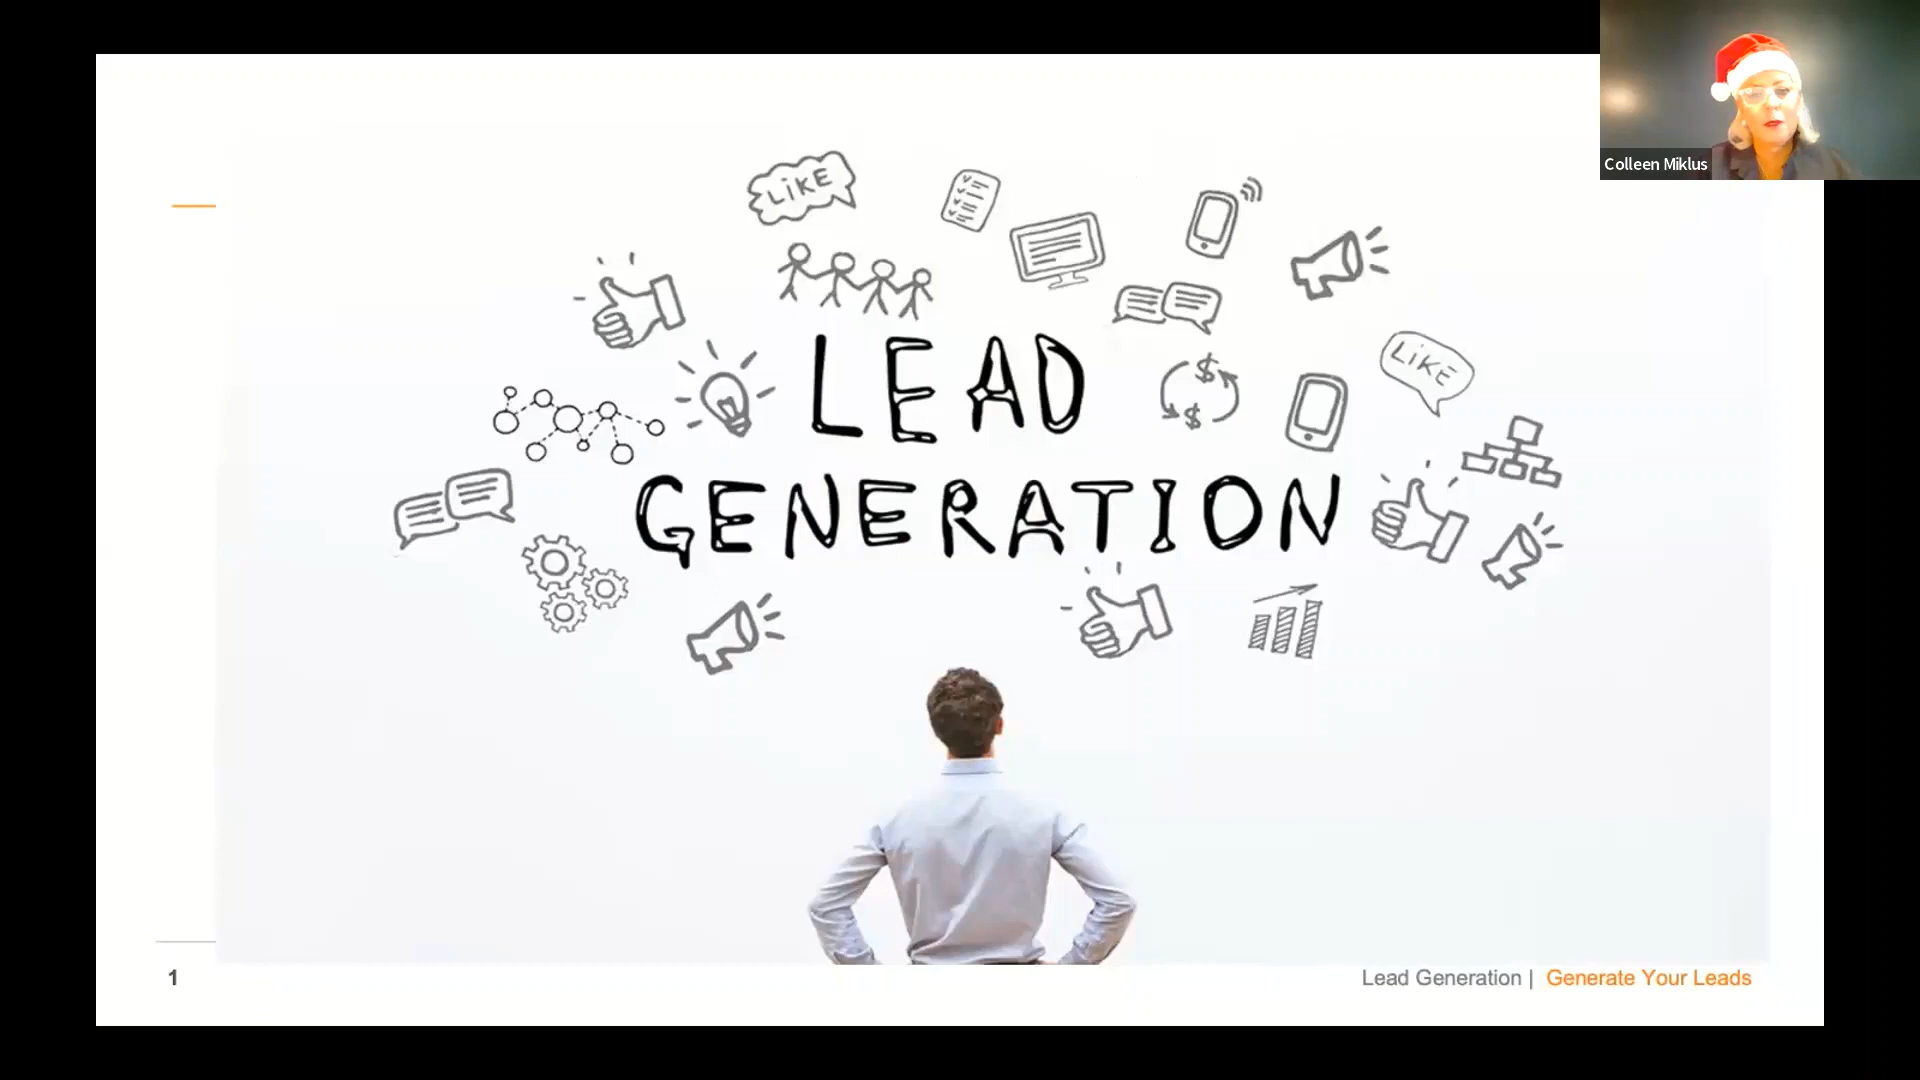 Colleen Miklus
LIKE
LIKE
LEAD
GENERATION
$
$
1
Lead Generation | Generate Your Leads